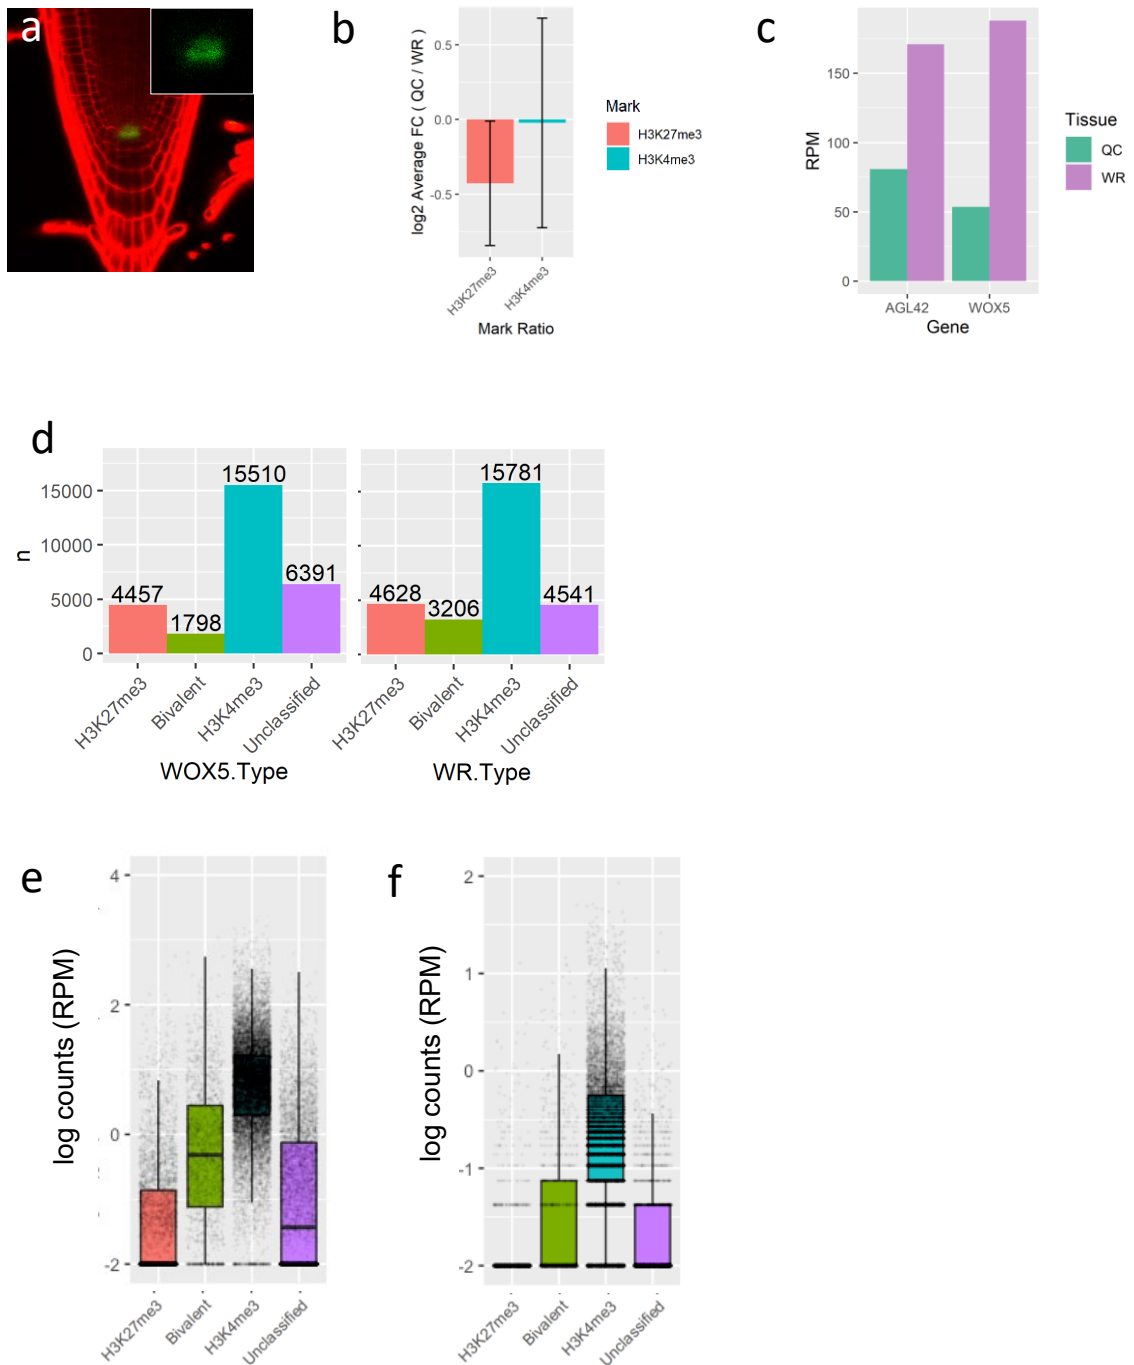 a
b
log2 Average FC ( QC / WR )
0.5
0.0
-0.5
H3K27me3
H3K4me3
Mark Ratio
Mark
H3K27me3
H3K4me3
c
RPM
150
100
50
0
AGL42
WOX5
Gene
Tissue
QC
WR
d
n
15000
10000
5000
0
4457
1798
15510
6391
H3K27me3
Bivalent
H3K4me3
Unclassified
WOX5.Type
4628
3206
15781
4541
H3K27me3
Bivalent
H3K4me3
Unclassified
WR.Type
e
log counts (RPM)
4
2
0
-2
H3K27me3
Bivalent
H3K4me3
Unclassified
f
log counts (RPM)
2
1
0
-1
-2
H3K27me3
Bivalent
H3K4me3
Unclassified